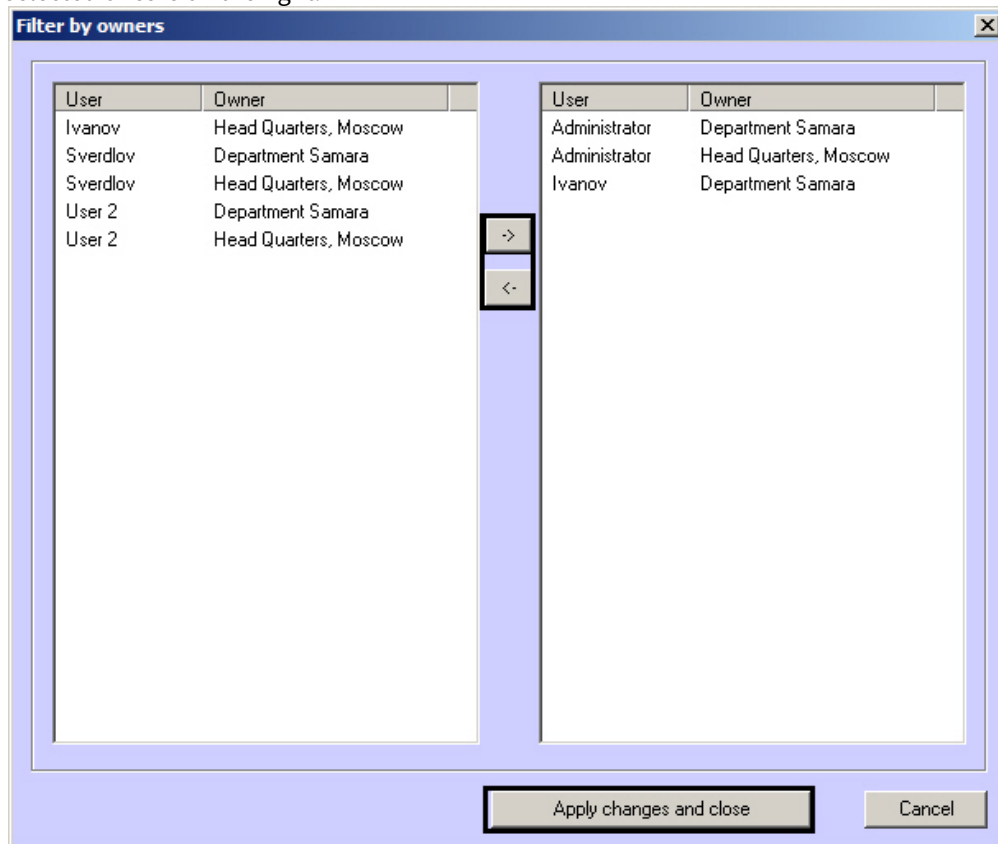 Filter by owners
User Owner
Ivanov Head Quarters, Moscow
Sverdlov Department Samara
Sverdlov Head Quarters, Moscow
User 2 Department Samara
User 2 Head Quarters, Moscow
->
<-
User Owner
Administrator Department Samara
Administrator Head Quarters, Moscow
Ivanov Department Samara
Apply changes and close
Cancel